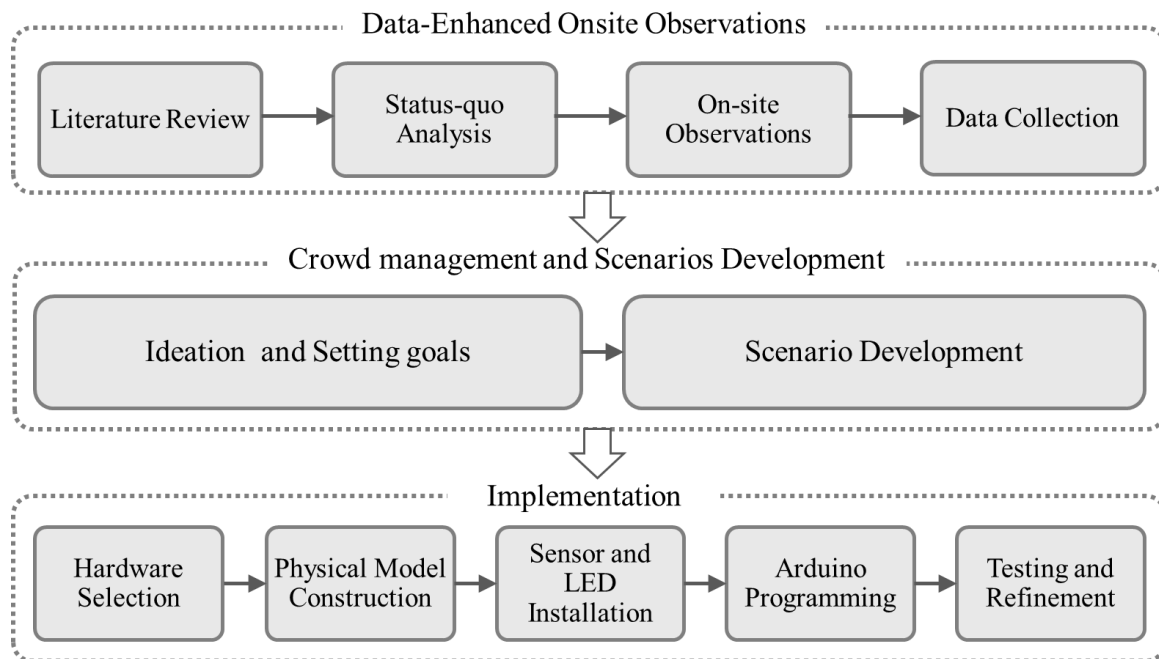 Data-Enhanced Onsite Observations
Literature Review
Status-quo
Analysis
On-site
Observations
Data Collection
Crowd management and Scenarios Development
Ideation and Setting goals
Scenario Development
Implementation
Hardware
Selection
Physical Model
Construction
Sensor and
LED
Installation
Arduino
Programming
Testing and
Refinement